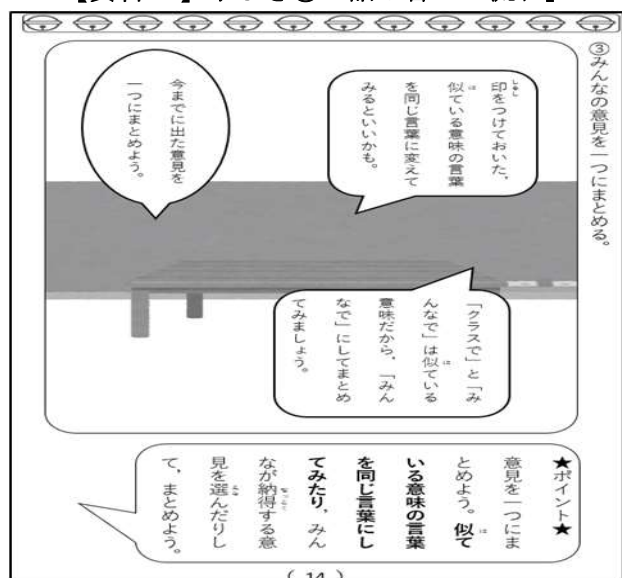 ③みんなの意見を一つにまとめる。
印をつけておいた，
似ている意味の言葉
を同じ言葉に変えて
みるといいかも。
今までに出た意見を
一つにまとめよう。
「クラスで」と「み
んなで」は似ている
意味だから，「みん
なで」にしてまとめ
てみましょう。
★ポイント★
意見を一つにま
とめよう。似て
いる意味の言葉
を同じ言葉にし
てみたり，みん
なが納得する意
見を選んだりし
て，まとめよう。
( 14 )